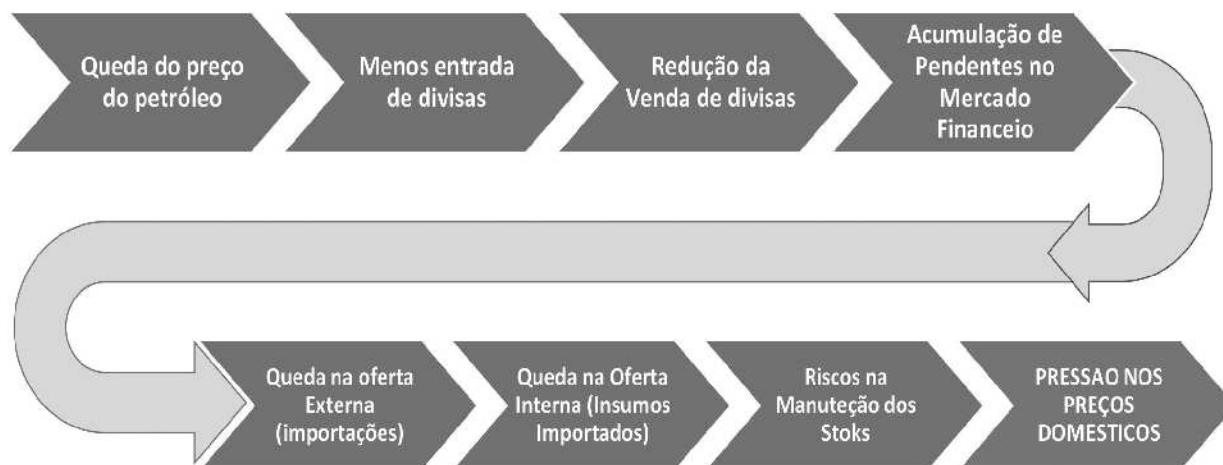 Queda do preço
do petróleo
Menos entrada
de divisas
Redução da
Venda de divisas
Acumulação de
Pendentes no
Mercado
Financeio
Queda na oferta
Externa
(importações)
Queda na Oferta
Interna (Insumos
Importados)
Riscos na
Manuteção dos
Stoks
PRESSAO NOS
PREÇOS
DOMESTICOS